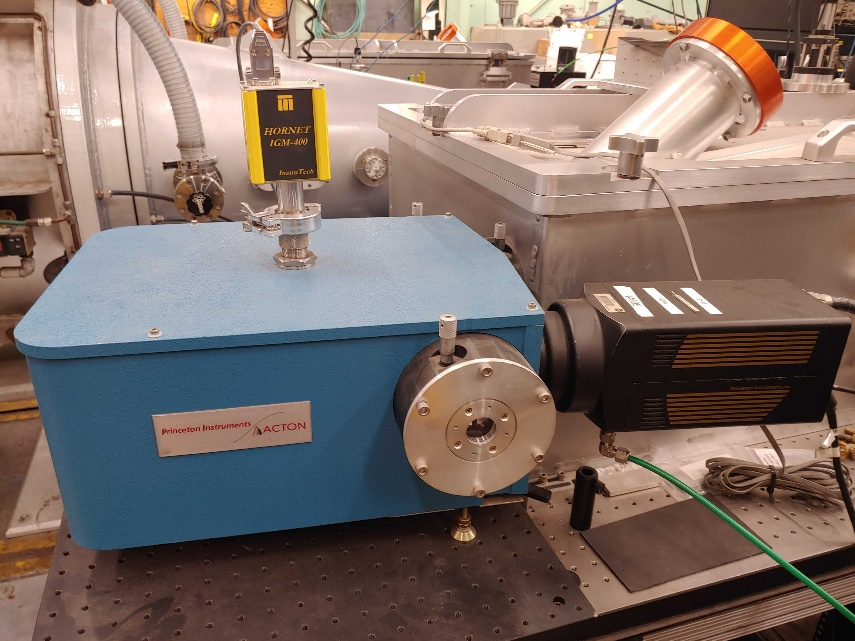 HORNET
IGM-400
InstruTech
Princeton Instruments
ACTON